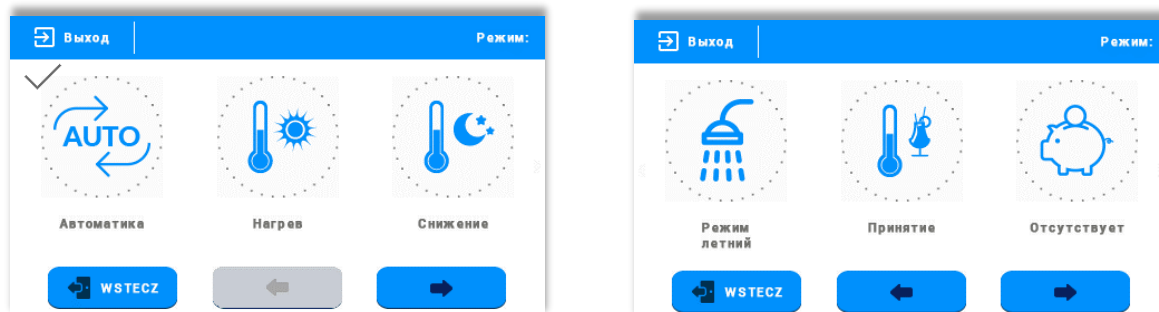 Выход Режим:
AUTO
Автоматика Нагрев Снижение
WSTECZ
Выход Режим:
Режим летний Принятие Отсутствует
WSTECZ